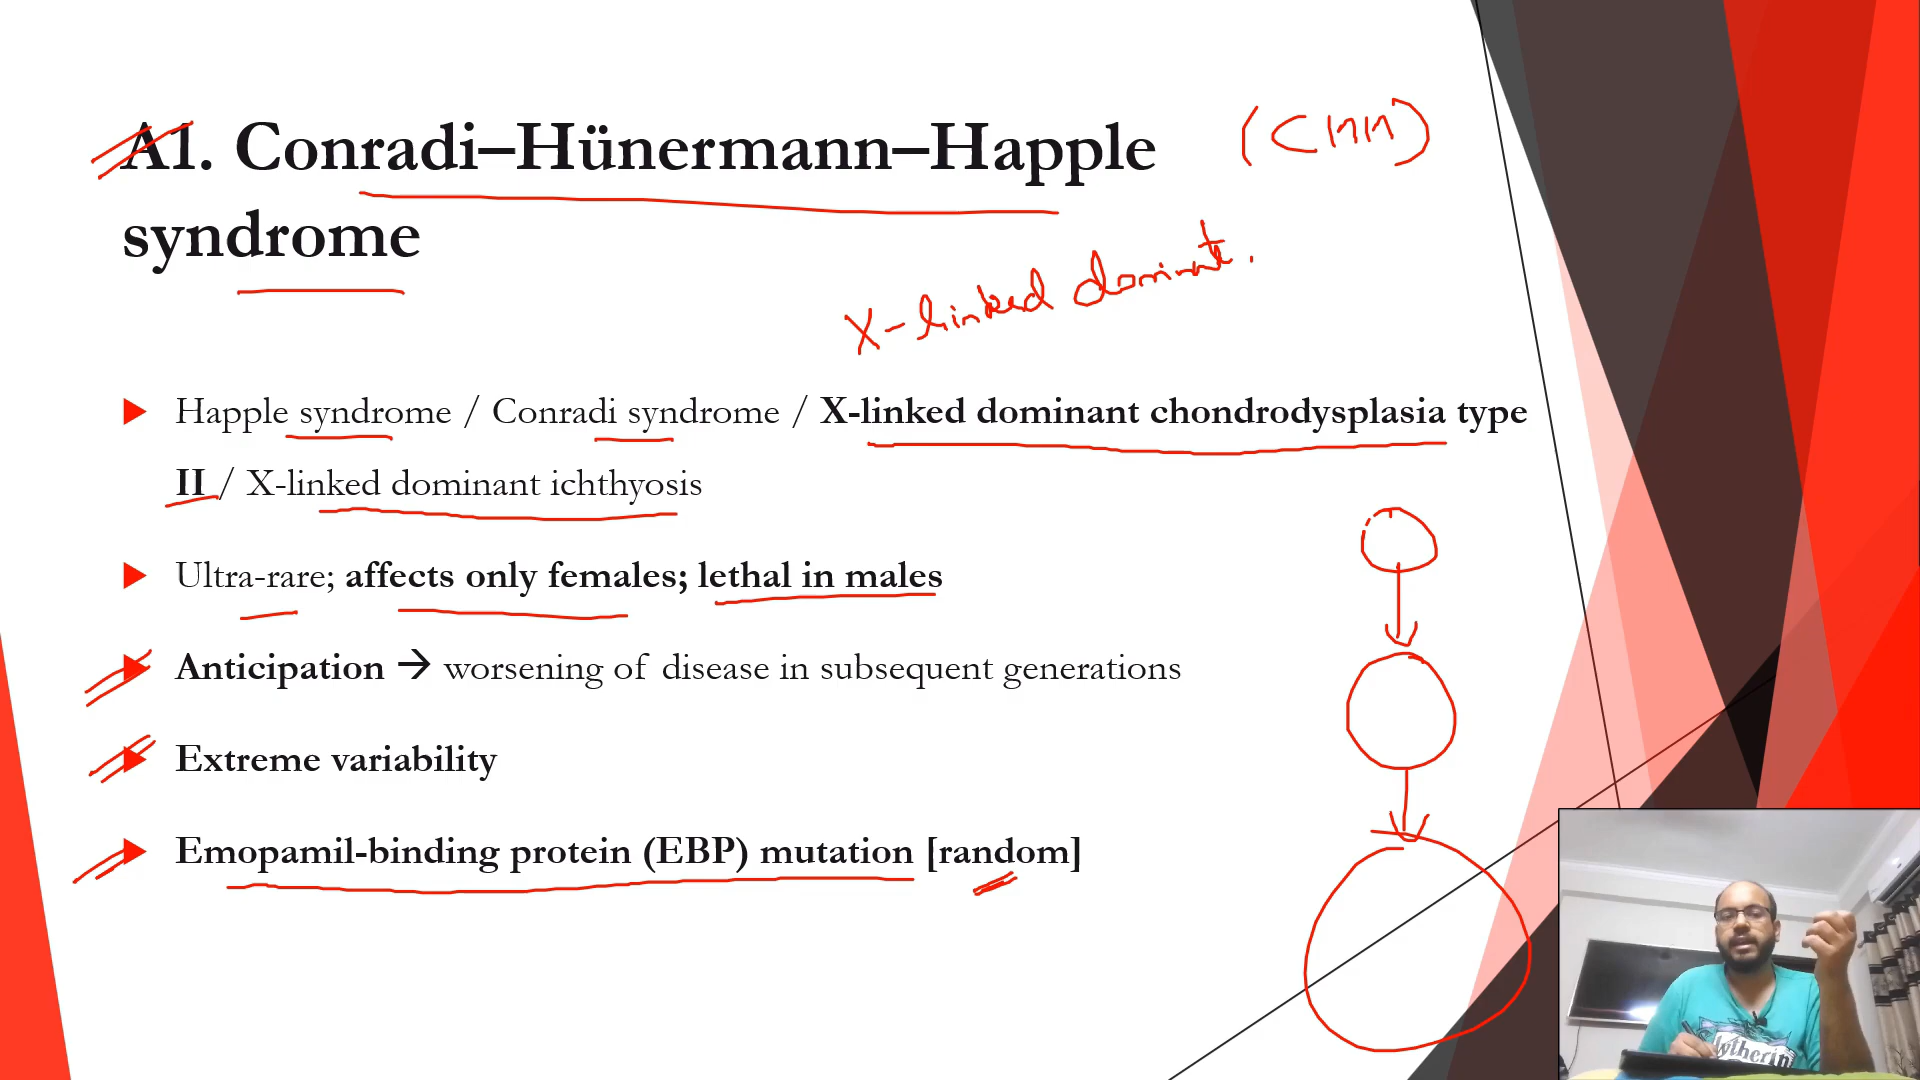 A1. Conradi–Hünermann–Happle
(CHH)
syndrome
X-linked dominant.
Happle syndrome / Conradi syndrome / X-linked dominant chondrodysplasia type
II / X-linked dominant ichthyosis
Ultra-rare; affects only females; lethal in males
Anticipation → worsening of disease in subsequent generations
Extreme variability
Emopamil-binding protein (EBP) mutation [random]